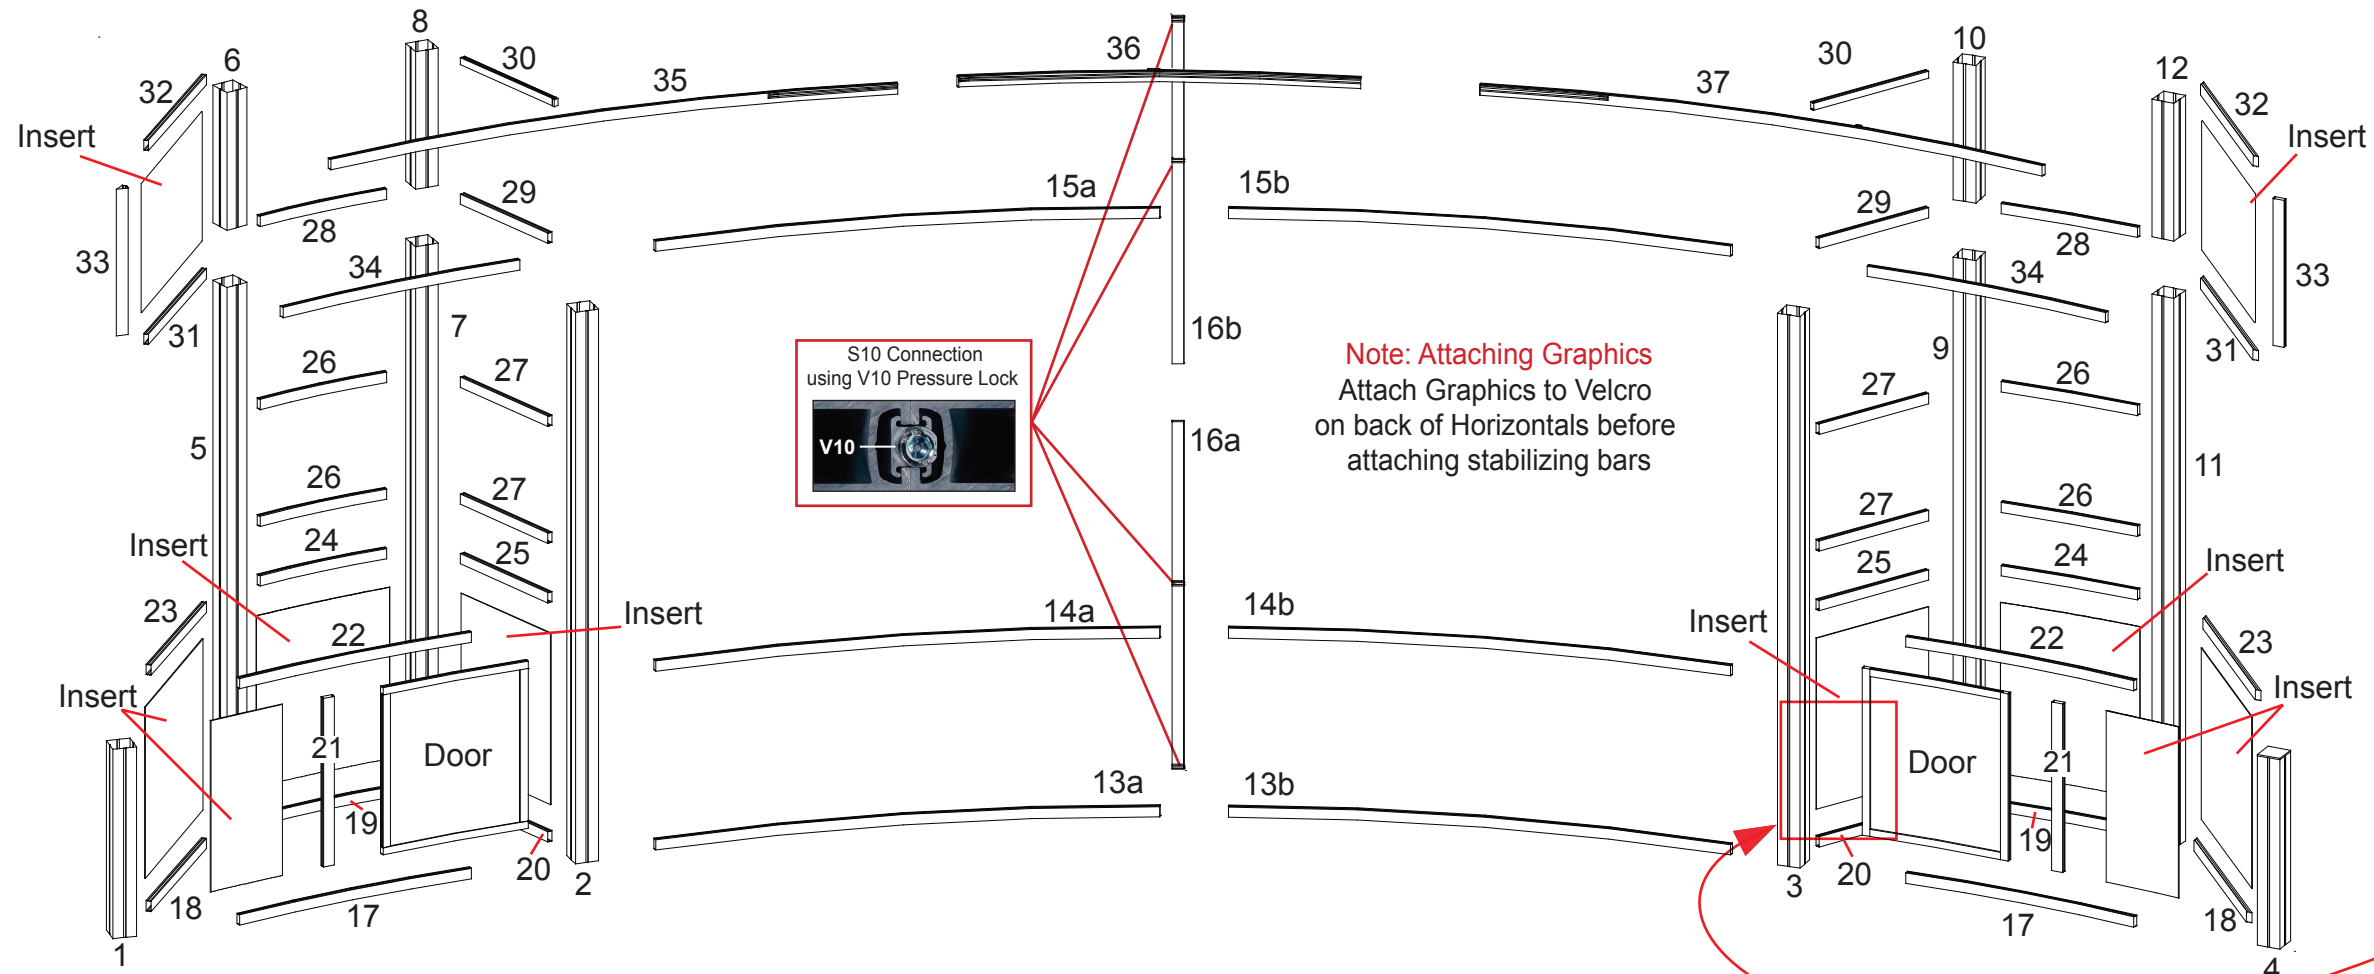 8
6
30
35
36
30
10
37
12
32
32
Insert
Insert
15a
15b
29
29
28
28
33
33
34
34
31
31
7
16b
9
S10 Connection
using V10 Pressure Lock
V10
Note: Attaching Graphics
Attach Graphics to Velcro
on back of Horizontals before
attaching stabilizing bars
26
27
27
26
5
16a
11
26
27
27
26
Insert
24
25
25
24
Insert
23
Insert
14a
14b
Insert
23
22
22
Insert
Insert
21
Door
Door
21
13a
13b
19
19
20
20
2
3
18
17
17
18
1
4